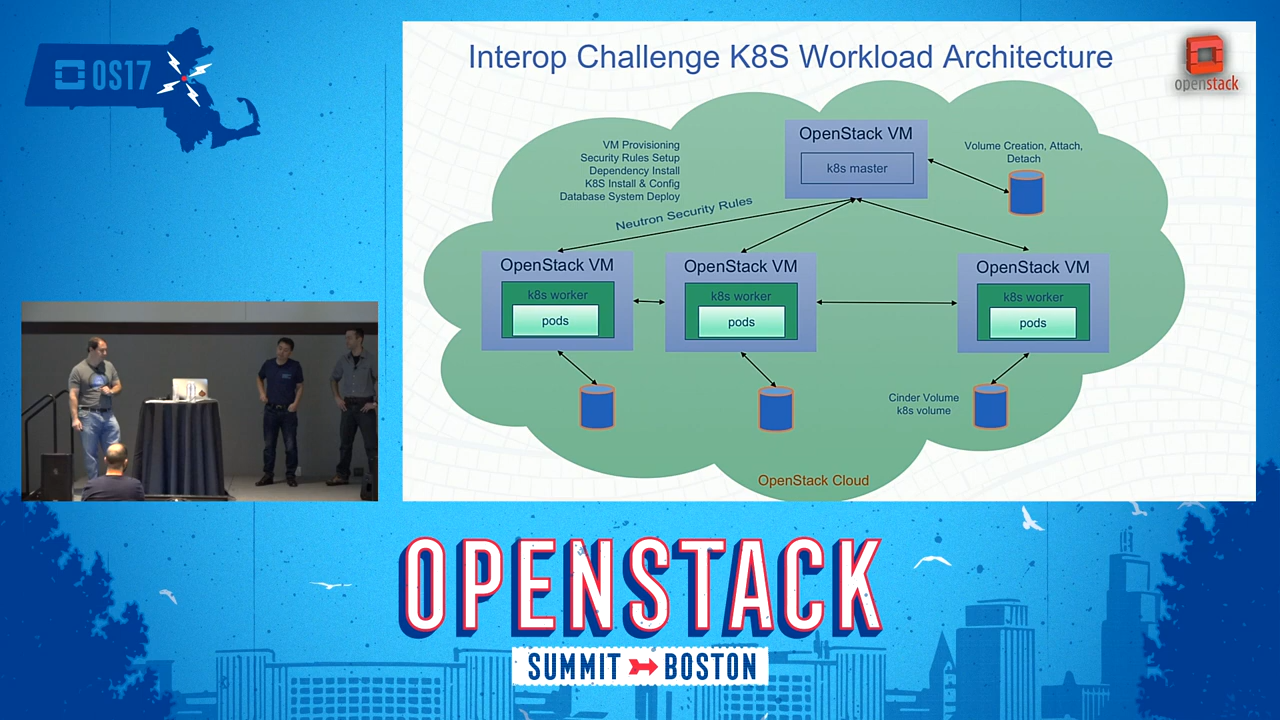 OS17
Interop Challenge K8S Workload Architecture
openstack
VM Provisioning
Security Rules Setup
Dependency Install
K8S Install & Config
Database System Deploy
OpenStack VM
k8s master
Volume Creation, Attach,
Detach
Neutron Security Rules
OpenStack VM
k8s worker
pods
OpenStack VM
k8s worker
pods
OpenStack VM
k8s worker
pods
Cinder Volume
k8s volume
OpenStack Cloud
OPENSTACK
SUMMIT BOSTON